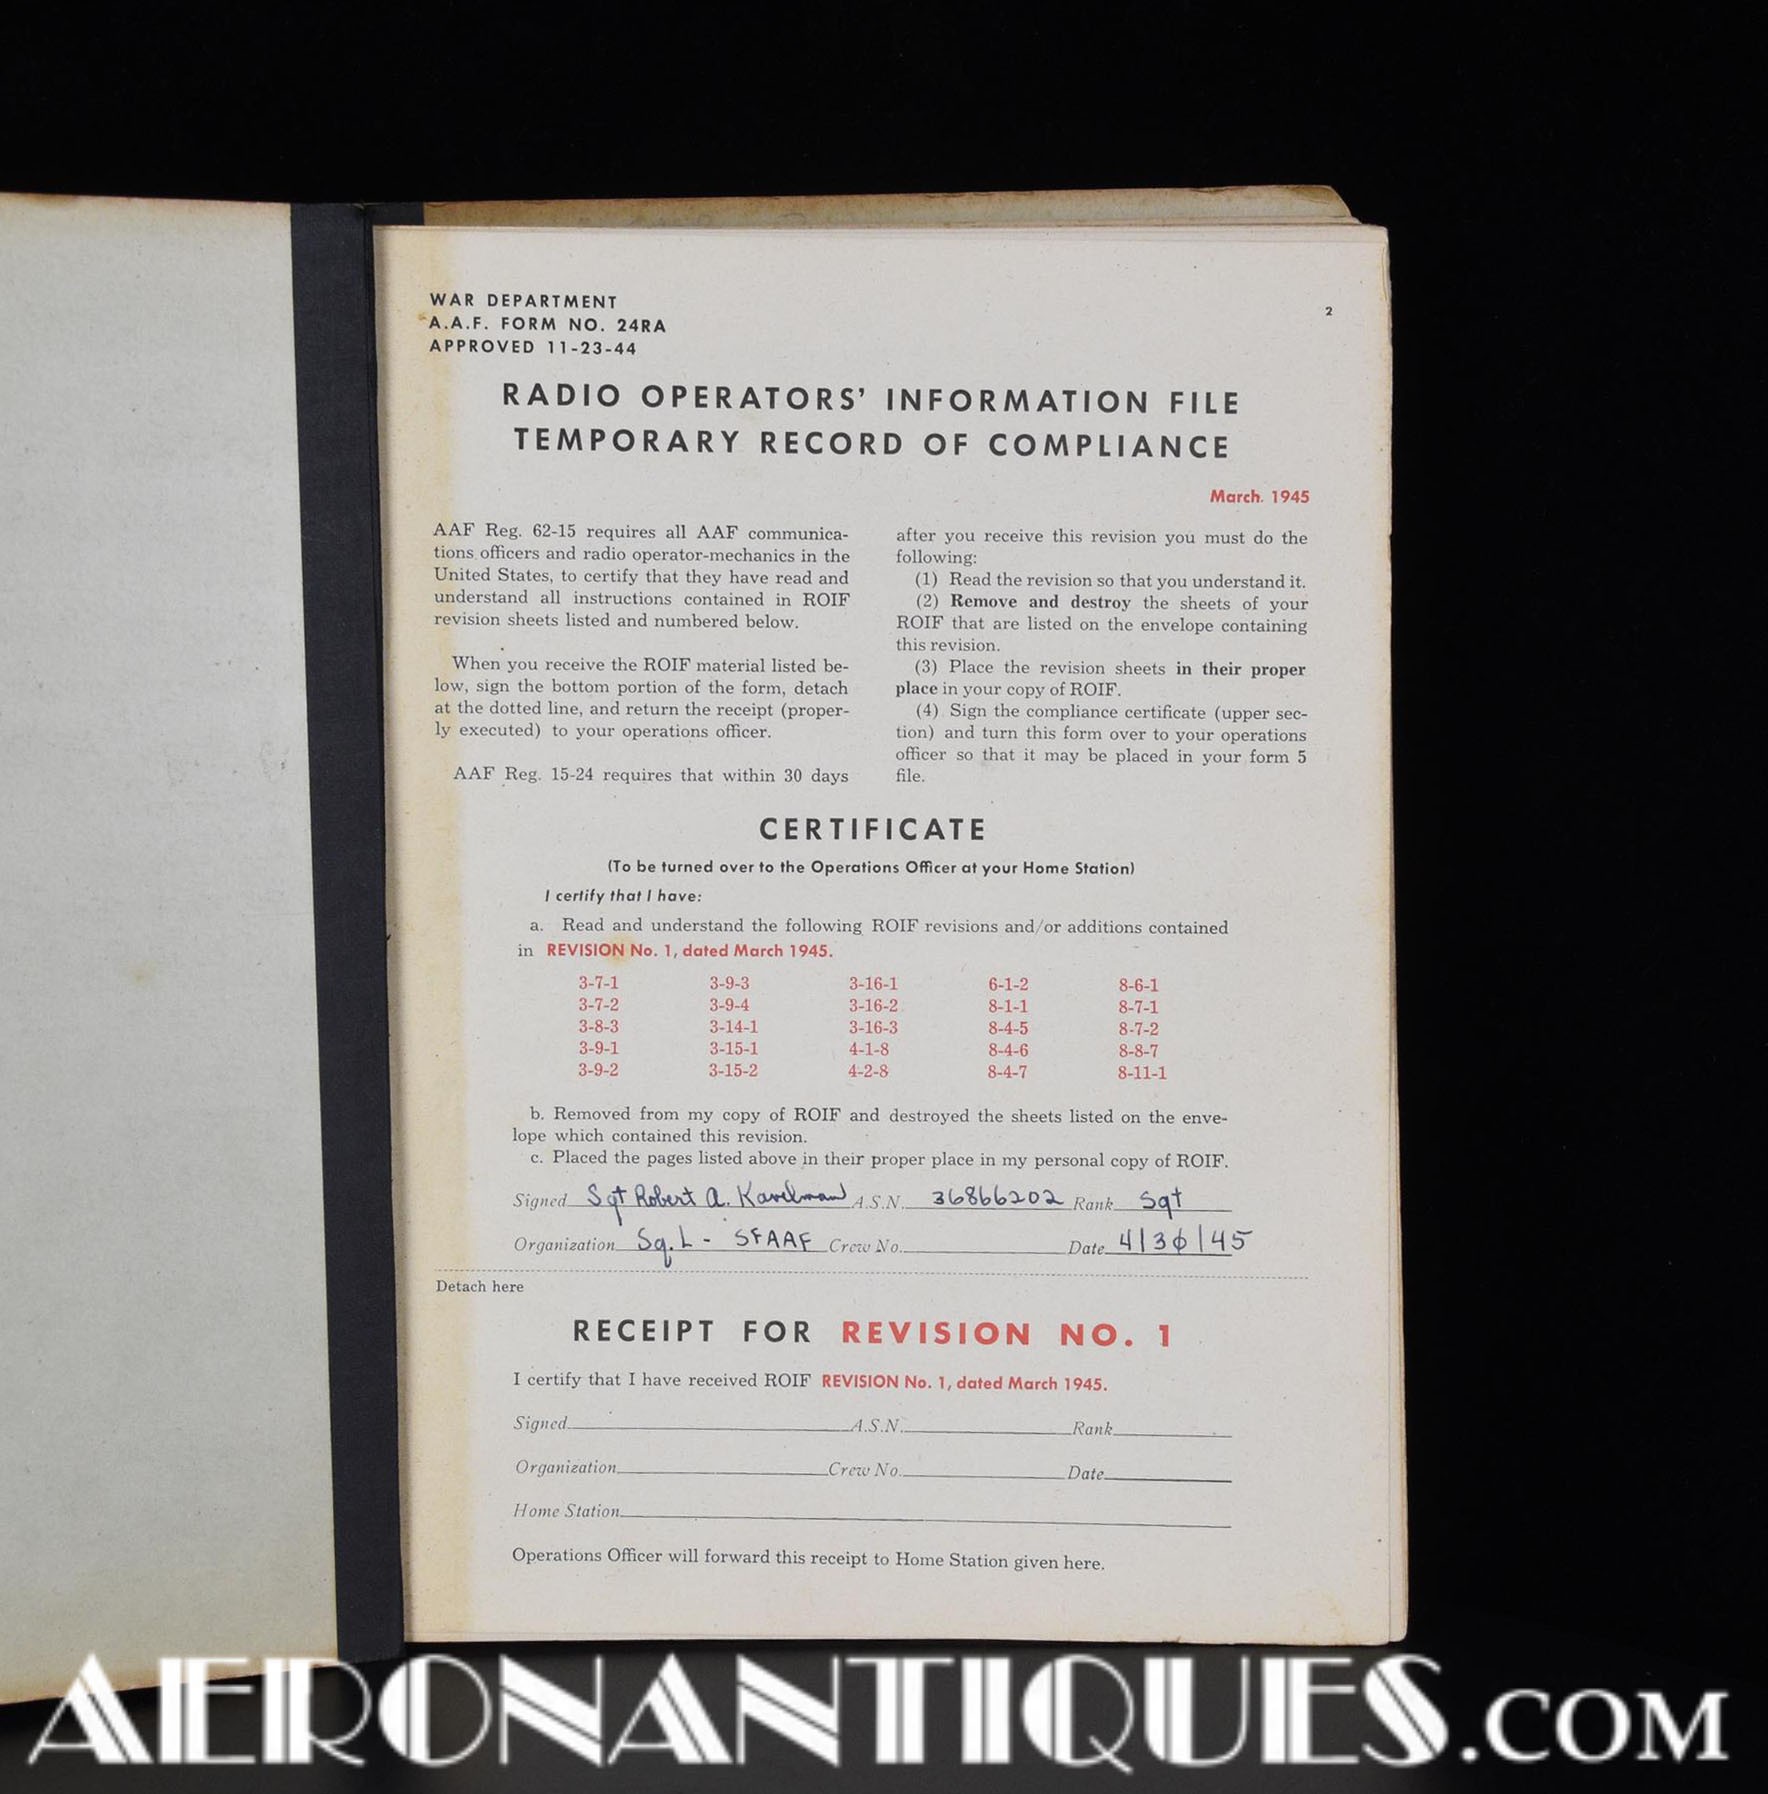 WAR DEPARTMENT
A.A.F. FORM NO. 24RA
APPROVED 11-23-44
2
RADIO OPERATORS' INFORMATION FILE
TEMPORARY RECORD OF COMPLIANCE
March. 1945
AAF Reg. 62-15 requires all AAF communica-
tions officers and radio operator-mechanics in the
United States, to certify that they have read and
understand all instructions contained in ROIF
revision sheets listed and numbered below.
When you receive the ROIF material listed be-
low, sign the bottom portion of the form, detach
at the dotted line, and return the receipt (proper-
ly executed) to your operations officer.
AAF Reg. 15-24 requires that within 30 days
after you receive this revision you must do the
following:
(1) Read the revision so that you understand it.
(2) Remove and destroy the sheets of your
ROIF that are listed on the envelope containing
this revision.
(3) Place the revision sheets in their proper
place in your copy of ROIF.
(4) Sign the compliance certificate (upper sec-
tion) and turn this form over to your operations
officer so that it may be placed in your form 5
file.
CERTIFICATE
(To be turned over to the Operations Officer at your Home Station)
I certify that I have:
a. Read and understand the following ROIF revisions and/or additions contained
in REVISION No. 1, dated March 1945.
3-7-1 3-9-3 3-16-1 6-1-2 8-6-1
3-7-2 3-9-4 3-16-2 8-1-1 8-7-1
3-8-3 3-14-1 3-16-3 8-4-5 8-7-2
3-9-1 3-15-1 4-1-8 8-4-6 8-8-7
3-9-2 3-15-2 4-2-8 8-4-7 8-11-1
b. Removed from my copy of ROIF and destroyed the sheets listed on the enve-
lope which contained this revision.
c. Placed the pages listed above in their proper place in my personal copy of ROIF.
Signed Sgt Robert A. Kavelman A.S.N. 36866202 Rank Sgt
Organization Sq. L - SFAAF Crew No. Date 4/30/45
Detach here
RECEIPT FOR REVISION NO. 1
I certify that I have received ROIF REVISION No. 1, dated March 1945.
Signed A.S.N. Rank
Organization Crew No. Date
Home Station
Operations Officer will forward this receipt to Home Station given here.
AERONANTIQUES.COM